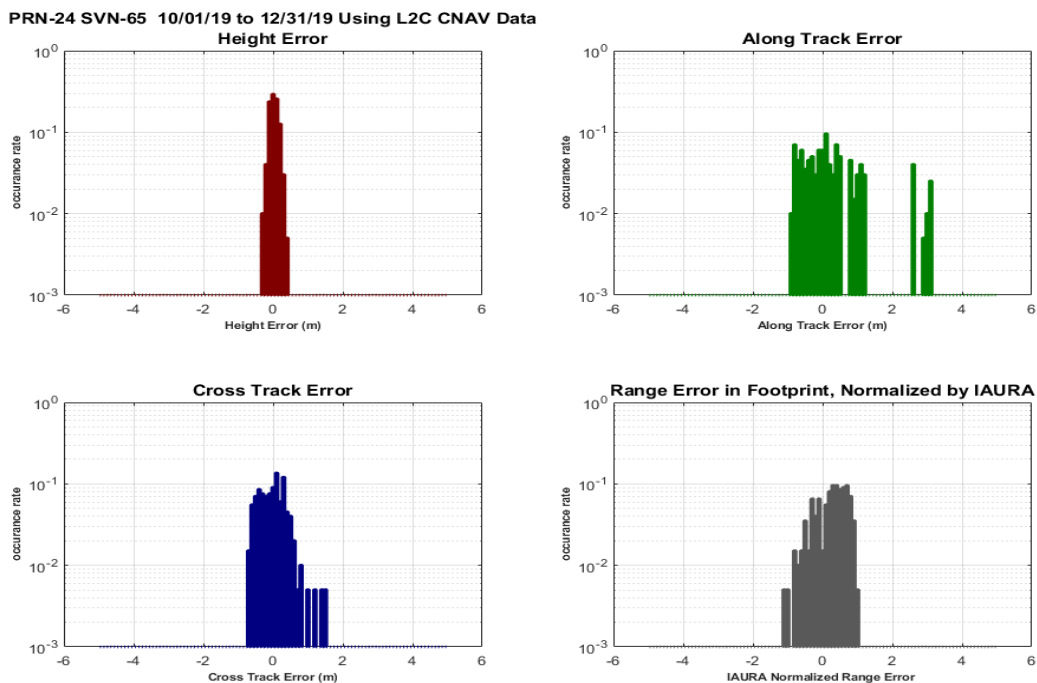 PRN-24 SVN-65  10/01/19 to 12/31/19 Using L2C CNAV Data
Height Error
10^0
10^-1
10^-2
10^-3
occurance rate
-6 -4 -2 0 2 4 6
Height Error (m)
Along Track Error
10^0
10^-1
10^-2
10^-3
occurance rate
-6 -4 -2 0 2 4 6
Along Track Error (m)
Cross Track Error
10^0
10^-1
10^-2
10^-3
occurance rate
-6 -4 -2 0 2 4 6
Cross Track Error (m)
Range Error in Footprint, Normalized by IAURA
10^0
10^-1
10^-2
10^-3
occurance rate
-6 -4 -2 0 2 4 6
IAURA Normalized Range Error